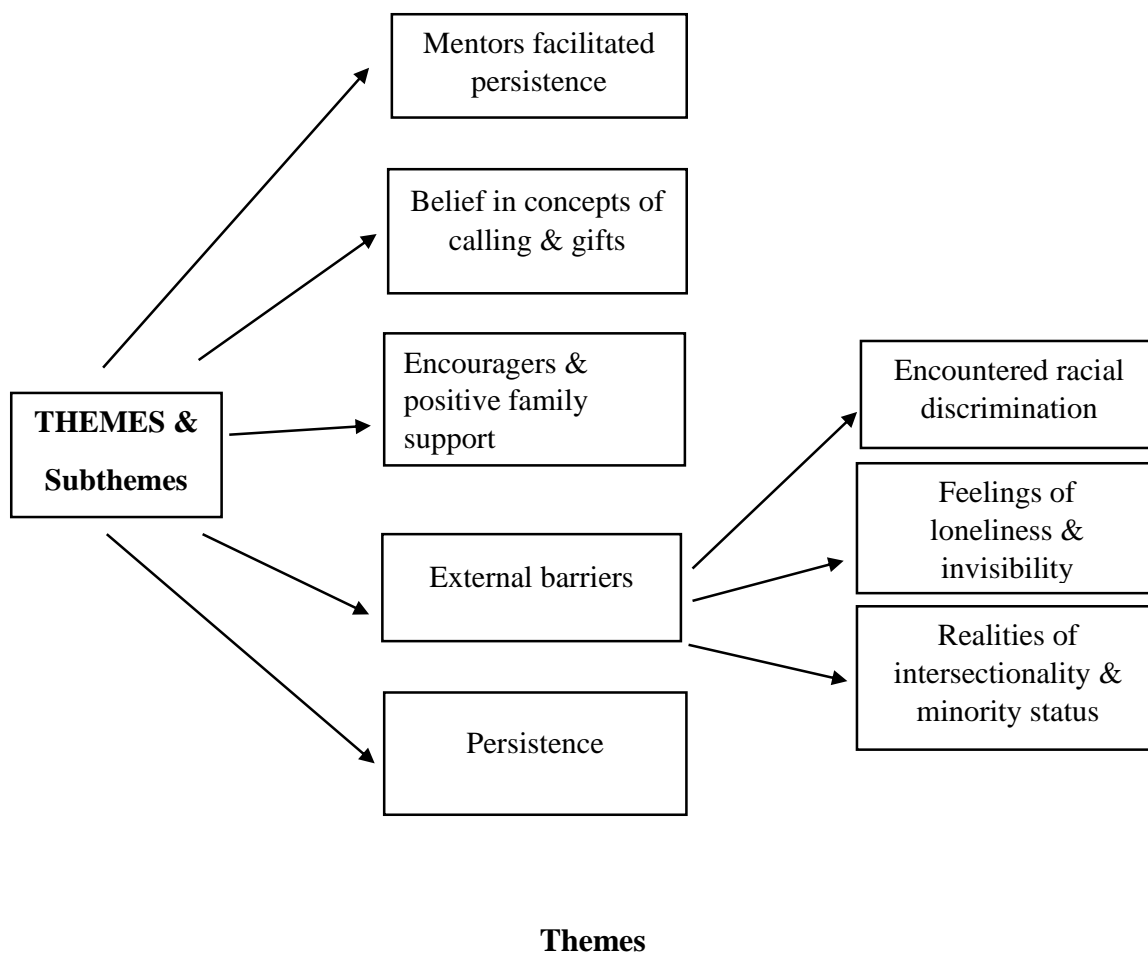 Mentors facilitated
persistence
Belief in concepts of
calling & gifts
Encouragers &
positive family
support
THEMES &
Subthemes
External barriers
Persistence
Encountered racial
discrimination
Feelings of
loneliness &
invisibility
Realities of
intersectionality &
minority status
Themes